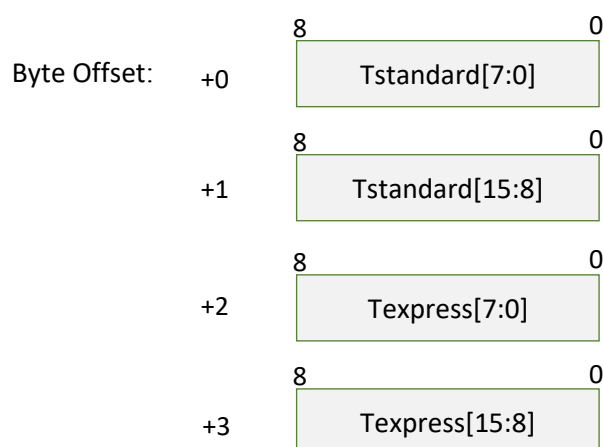 8 0
Byte Offset: +0 Tstandard[7:0]
8 0
+1 Tstandard[15:8]
8 0
+2 Texpress[7:0]
8 0
+3 Texpress[15:8]